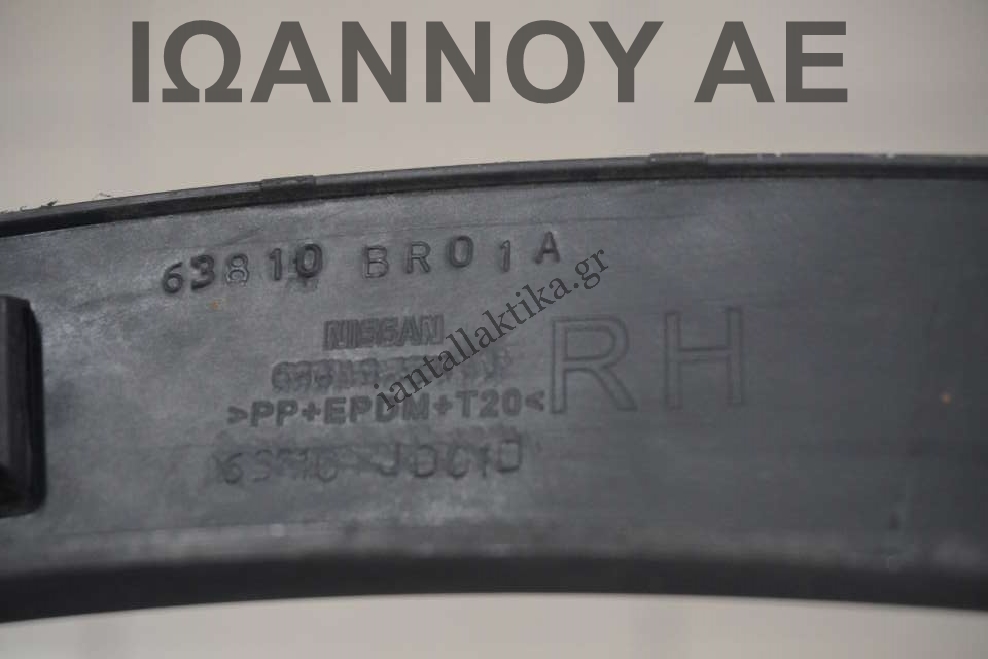 ΙΩΑΝΝΟΥ ΑΕ
63810 BR01A
iantallaktika.gr
NISSAN
RH
>PP+EPDM+T20<